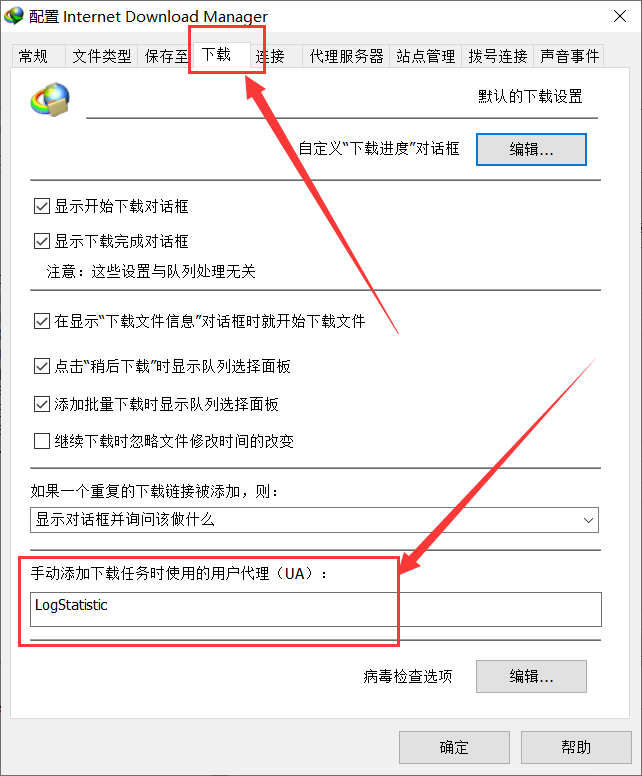 配置 Internet Download Manager
常规 文件类型 保存至 下载 连接 代理服务器 站点管理 拨号连接 声音事件
默认的下载设置
自定义“下载进度”对话框 编辑...
显示开始下载对话框
显示下载完成对话框
注意：这些设置与队列处理无关
在显示“下载文件信息”对话框时就开始下载文件
点击“稍后下载”时显示队列选择面板
添加批量下载时显示队列选择面板
继续下载时忽略文件修改时间的改变
如果一个重复的下载链接被添加，则：
显示对话框并询问该做什么
手动添加下载任务时使用的用户代理（UA）：
LogStatistic
病毒检查选项 编辑...
确定 帮助